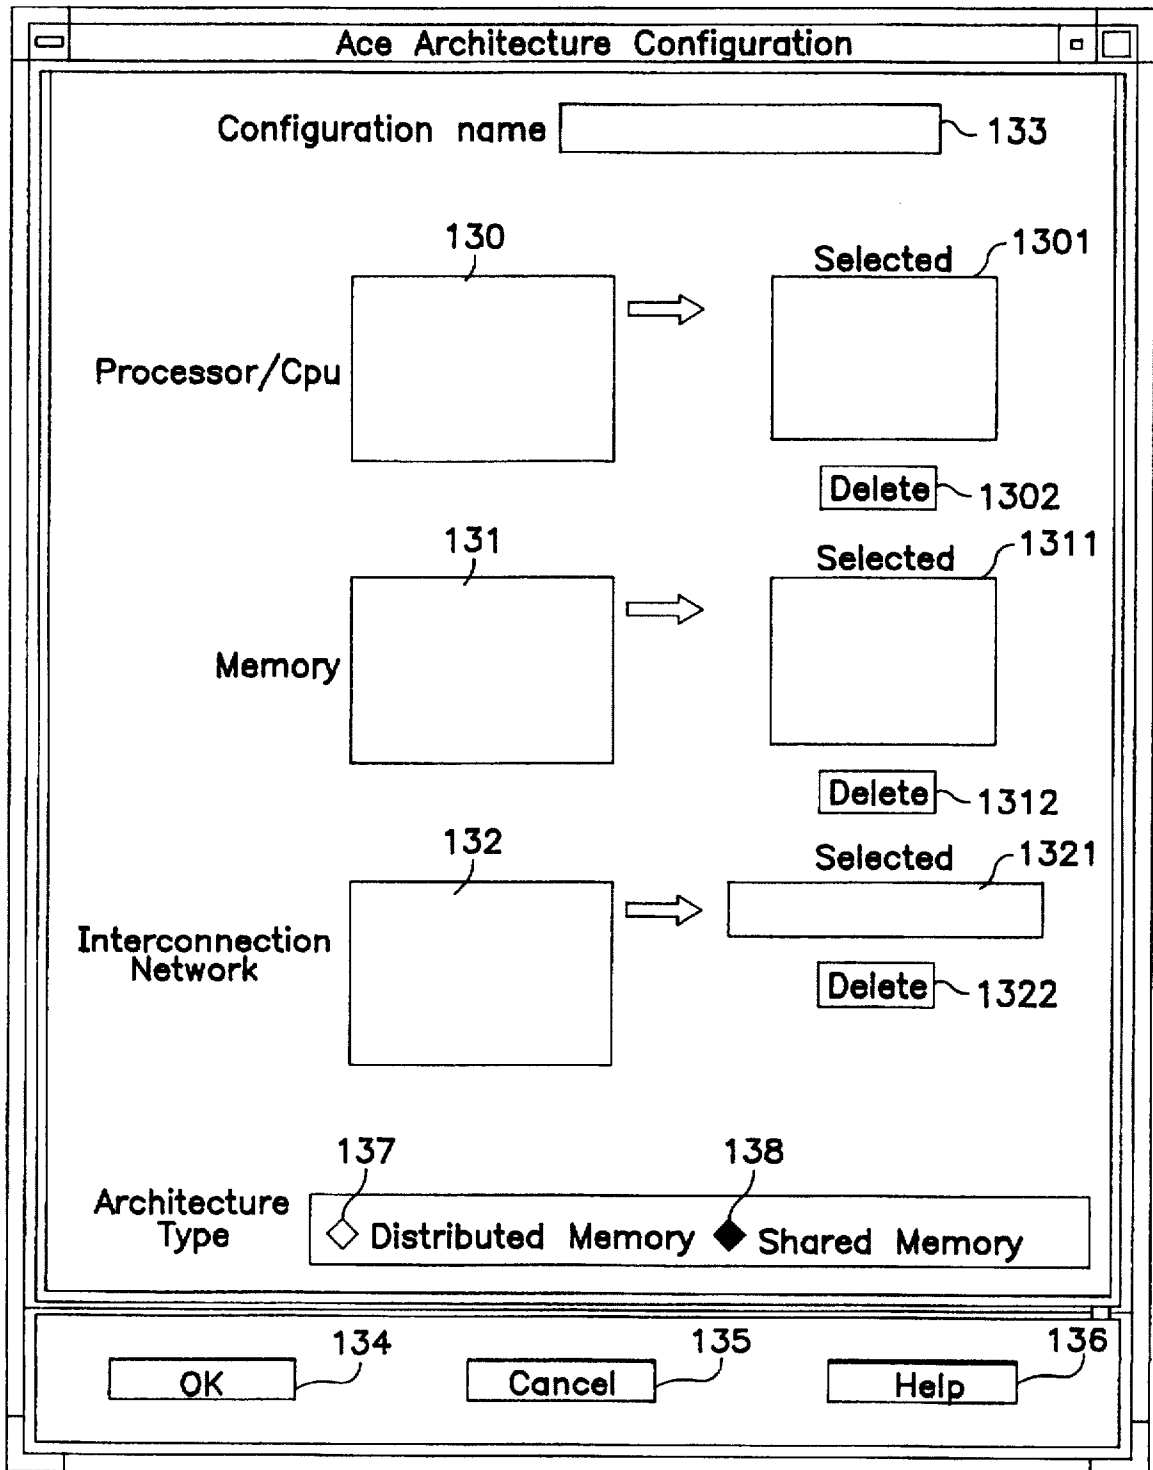 Ace Architecture Configuration
Configuration name
133
130
Selected
1301
Processor/Cpu
Delete
1302
131
Selected
1311
Memory
Delete
1312
132
Selected
1321
Interconnection
Network
Delete
1322
137
138
Architecture
Type
Distributed Memory
Shared Memory
134
135
136
OK
Cancel
Help